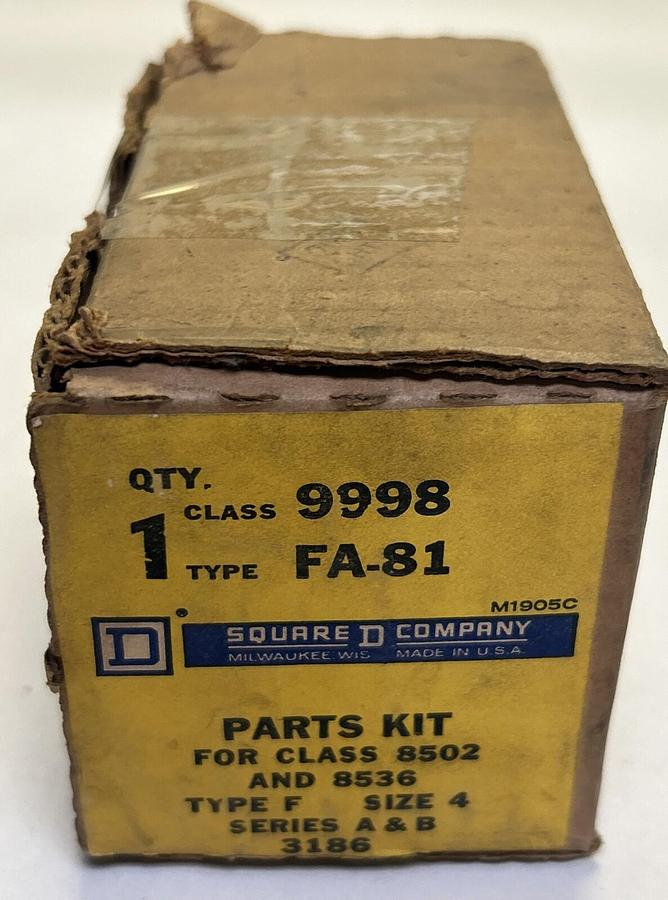 QTY.
1
CLASS 9998
TYPE FA-81
M1905C
D ®
SQUARE D COMPANY
MILWAUKEE WIS MADE IN U.S.A.
PARTS KIT
FOR CLASS 8502
AND 8536
TYPE F SIZE 4
SERIES A & B
3186